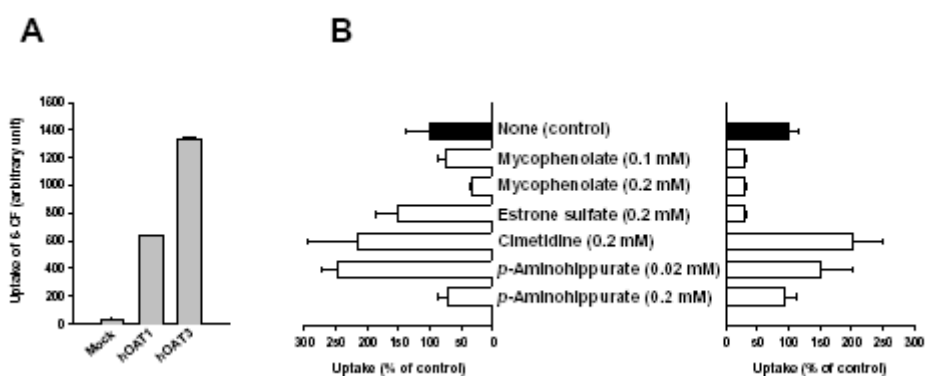 A
B
Uptake of 6-CF (arbitrary unit)
1600
1400
1200
1000
800
600
400
200
0
Mock
hOAT1
hOAT3
None (control)
Mycophenolate (0.1 mM)
Mycophenolate (0.2 mM)
Estrone sulfate (0.2 mM)
Cimetidine (0.2 mM)
p-Aminohippurate (0.02 mM)
p-Aminohippurate (0.2 mM)
300 250 200 150 100 50 0
Uptake (% of control)
0 50 100 150 200 250 300
Uptake (% of control)